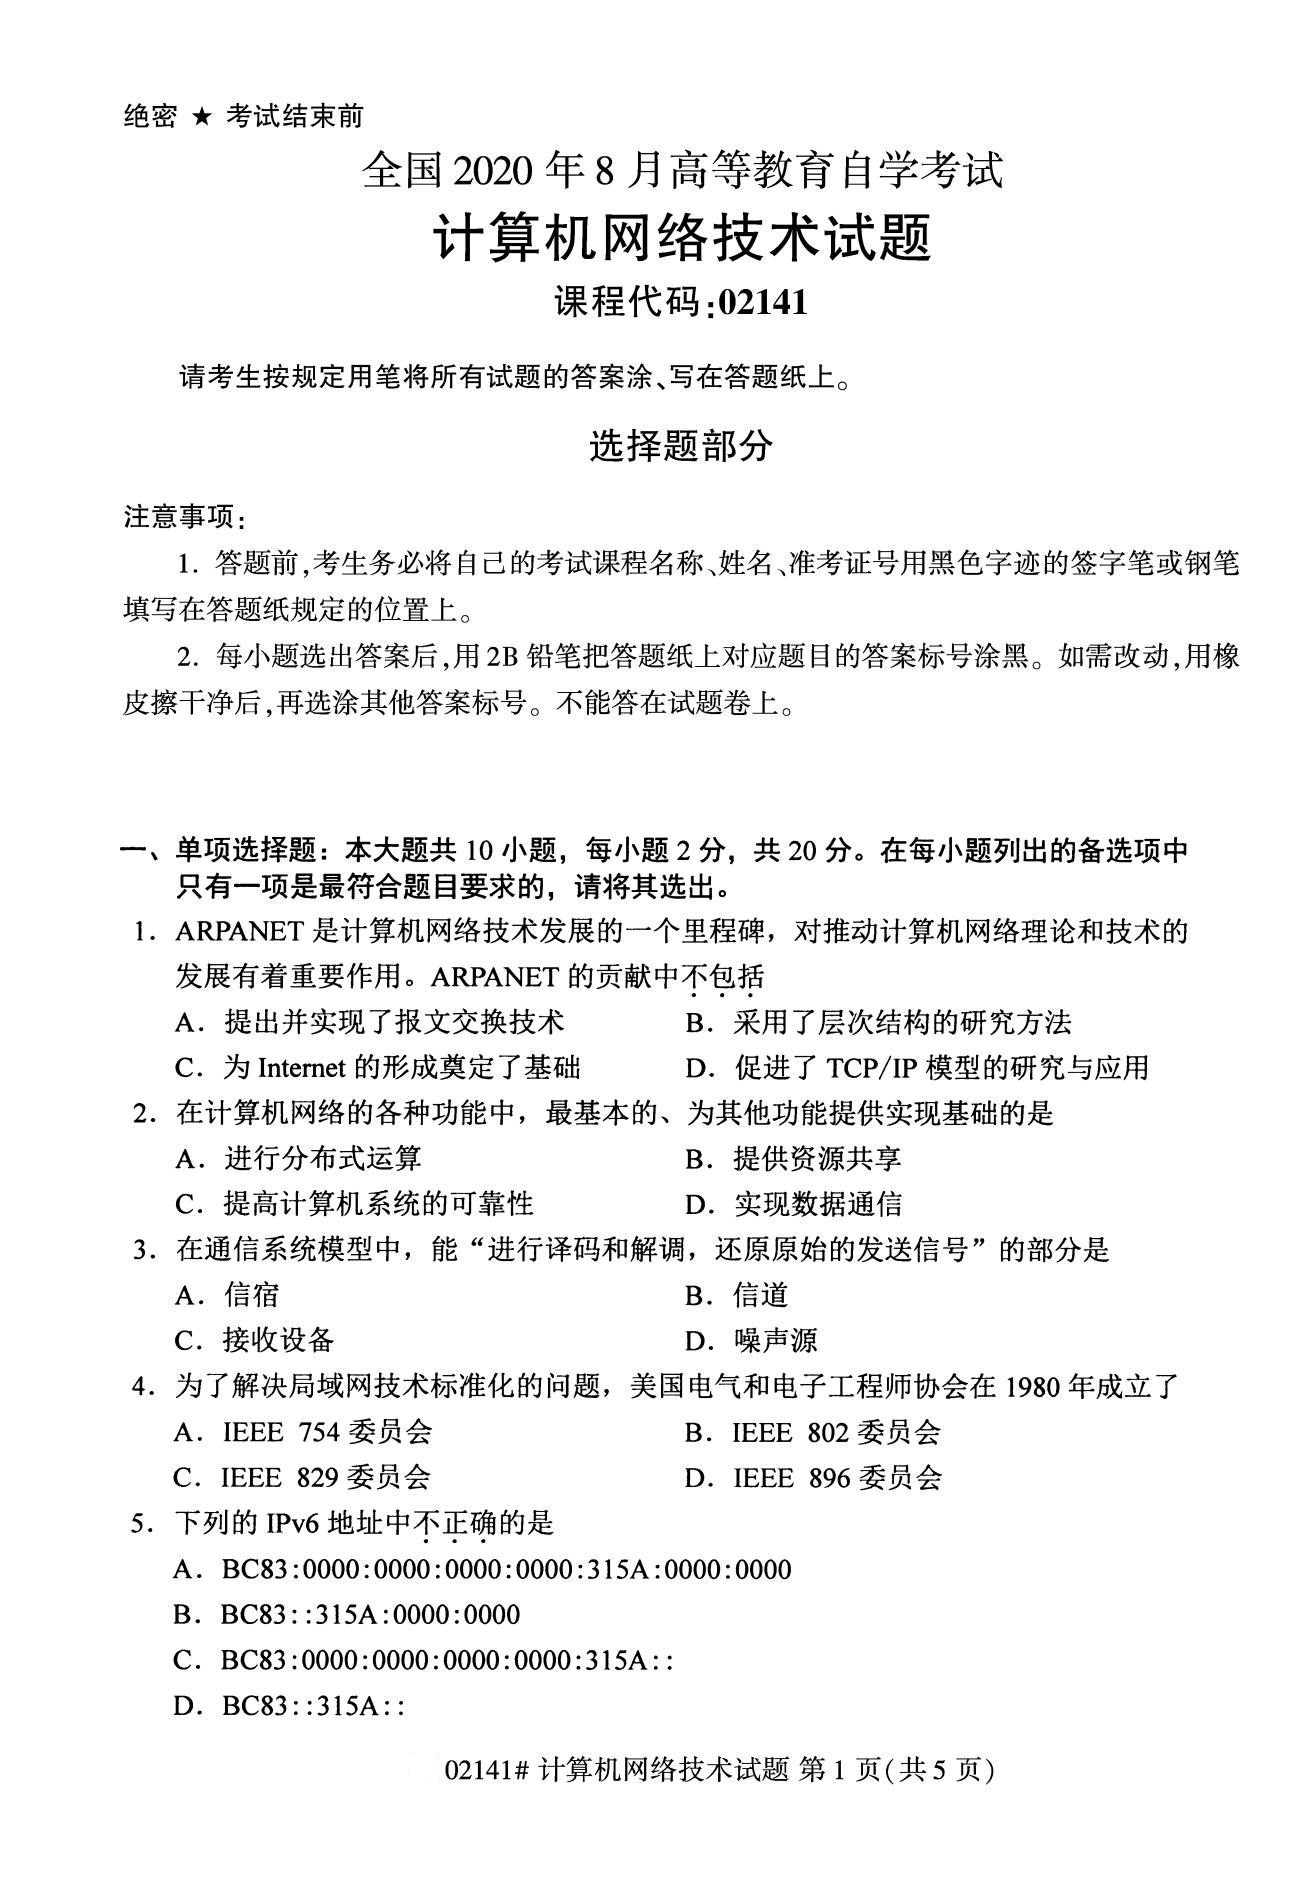 绝密 ★ 考试结束前
全国 2020 年 8 月高等教育自学考试
计算机网络技术试题
课程代码:02141
请考生按规定用笔将所有试题的答案涂、写在答题纸上。
选择题部分
注意事项:
1. 答题前,考生务必将自己的考试课程名称、姓名、准考证号用黑色字迹的签字笔或钢笔
填写在答题纸规定的位置上。
2. 每小题选出答案后,用 2B 铅笔把答题纸上对应题目的答案标号涂黑。如需改动,用橡
皮擦干净后,再选涂其他答案标号。不能答在试题卷上。
一、单项选择题：本大题共 10 小题，每小题 2 分，共 20 分。在每小题列出的备选项中
只有一项是最符合题目要求的，请将其选出。
1. ARPANET 是计算机网络技术发展的一个里程碑，对推动计算机网络理论和技术的
发展有着重要作用。ARPANET 的贡献中不包括
A. 提出并实现了报文交换技术 B. 采用了层次结构的研究方法
C. 为 Internet 的形成奠定了基础 D. 促进了 TCP/IP 模型的研究与应用
2. 在计算机网络的各种功能中，最基本的、为其他功能提供实现基础的是
A. 进行分布式运算 B. 提供资源共享
C. 提高计算机系统的可靠性 D. 实现数据通信
3. 在通信系统模型中，能“进行译码和解调，还原原始的发送信号”的部分是
A. 信宿 B. 信道
C. 接收设备 D. 噪声源
4. 为了解决局域网技术标准化的问题，美国电气和电子工程师协会在 1980 年成立了
A. IEEE 754 委员会 B. IEEE 802 委员会
C. IEEE 829 委员会 D. IEEE 896 委员会
5. 下列的 IPv6 地址中不正确的是
A. BC83:0000:0000:0000:0000:315A:0000:0000
B. BC83::315A:0000:0000
C. BC83:0000:0000:0000:0000:315A::
D. BC83::315A::
02141# 计算机网络技术试题 第 1 页(共 5 页)